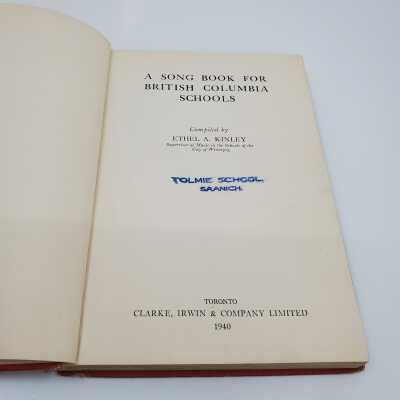 A SONG BOOK FOR
BRITISH COLUMBIA
SCHOOLS
Compiled by
ETHEL A. KINLEY
Supervisor of Music in the Schools of the
City of Winnipeg
TOLMIE SCHOOL,
SAANICH.
TORONTO
CLARKE, IRWIN & COMPANY LIMITED
1940